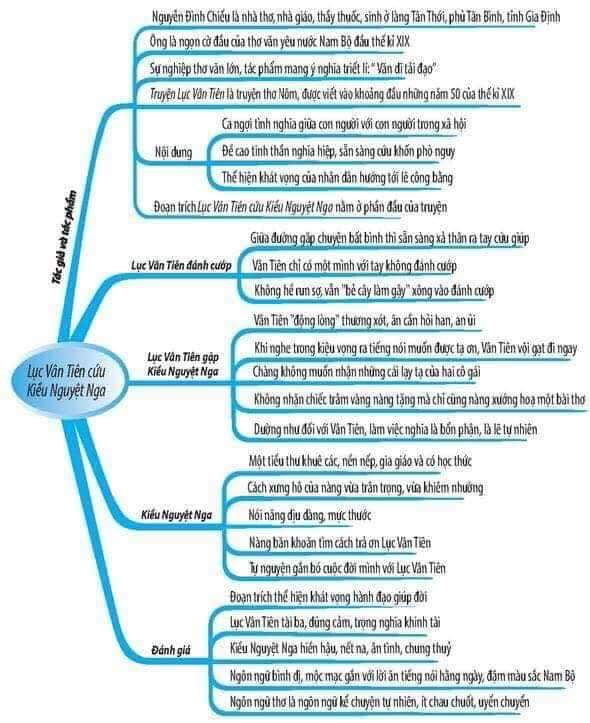 Nguyễn Đình Chiểu là nhà thơ, nhà giáo, thầy thuốc, sinh ở làng Tân Thới, phủ Tân Bình, tỉnh Gia Định
Ông là ngọn cờ đầu của thơ văn yêu nước Nam Bộ đầu thế kỉ XIX
Sự nghiệp thơ văn lớn, tác phẩm mang ý nghĩa triết lí: " Văn dĩ tải đạo"
Truyện Lục Vân Tiên là truyện thơ Nôm, được viết vào khoảng đầu những năm 50 của thế kỉ XIX
Ca ngợi tình nghĩa giữa con người với con người trong xã hội
Nội dung
Đề cao tinh thần nghĩa hiệp, sẵn sàng cứu khốn phò nguy
Thể hiện khát vọng của nhân dân hướng tới lẽ công bằng
Đoạn trích Lục Vân Tiên cứu Kiều Nguyệt Nga nằm ở phần đầu của truyện
Tác giả và tác phẩm
Giữa đường gặp chuyện bất bình thì sẵn sàng xả thân ra tay cứu giúp
Lục Vân Tiên đánh cướp
Vân Tiên chỉ có một mình với tay không đánh cướp
Không hề run sợ, vẫn "bẻ cây làm gậy" xông vào đánh cướp
Vân Tiên "động lòng" thương xót, ân cần hỏi han, an ủi
Khi nghe trong kiệu vọng ra tiếng nói muốn được tạ ơn, Vân Tiên vội gạt đi ngay
Lục Vân Tiên gặp
Kiều Nguyệt Nga
Chàng không muốn nhận những cái lạy tạ của hai cô gái
Không nhận chiếc trâm vàng nàng tặng mà chỉ cùng nàng xướng hoạ một bài thơ
Dường như đối với Vân Tiên, làm việc nghĩa là bổn phận, là lẽ tự nhiên
Lục Vân Tiên cứu
Kiều Nguyệt Nga
Một tiểu thư khuê các, nền nếp, gia giáo và có học thức
Cách xưng hô của nàng vừa trân trọng, vừa khiêm nhường
Kiều Nguyệt Nga
Nói năng dịu dàng, mực thước
Nàng băn khoăn tìm cách trả ơn Lục Vân Tiên
Tự nguyện gắn bó cuộc đời mình với Lục Vân Tiên
Đoạn trích thể hiện khát vọng hành đạo giúp đời
Lục Vân Tiên tài ba, dũng cảm, trọng nghĩa khinh tài
Đánh giá
Kiều Nguyệt Nga hiền hậu, nết na, ân tình, chung thuỷ
Ngôn ngữ bình dị, mộc mạc gắn với lời ăn tiếng nói hằng ngày, đậm màu sắc Nam Bộ
Ngôn ngữ thơ là ngôn ngữ kể chuyện tự nhiên, ít chau chuốt, uyển chuyển